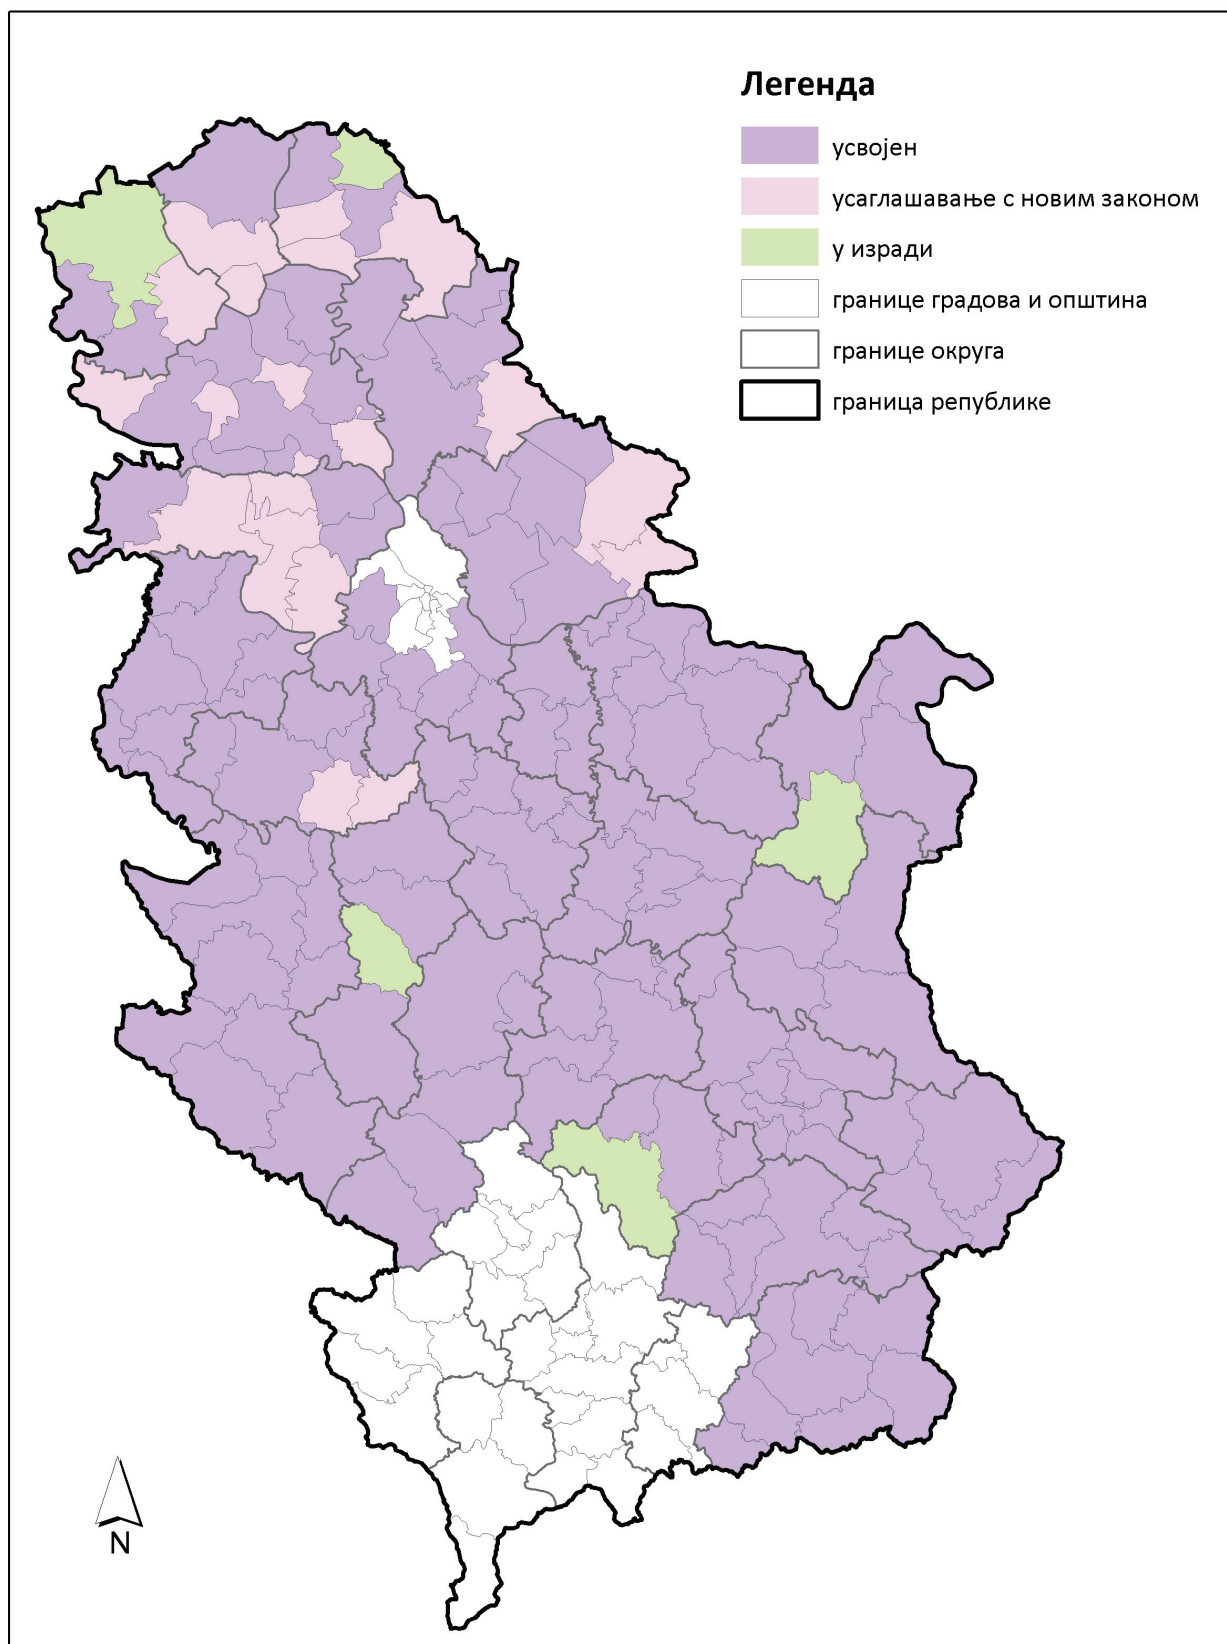 Легенда
усвојен
усаглашавање с новим законом
у изради
границе градова и општина
границе округа
граница републике
N